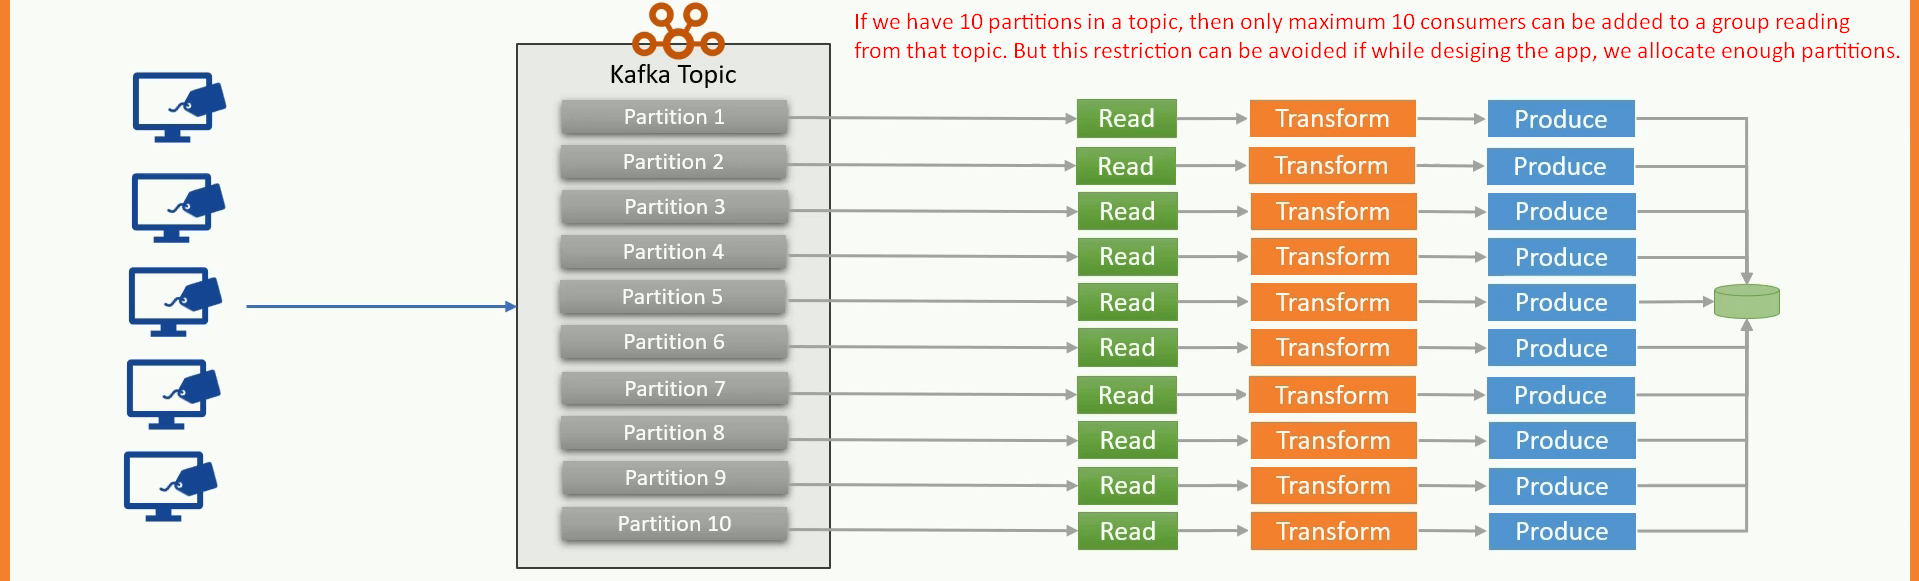 If we have 10 partitions in a topic, then only maximum 10 consumers can be added to a group reading
from that topic. But this restriction can be avoided if while desiging the app, we allocate enough partitions.
Kafka Topic
Partition 1
Read
Transform
Produce
Partition 2
Read
Transform
Produce
Partition 3
Read
Transform
Produce
Partition 4
Read
Transform
Produce
Partition 5
Read
Transform
Produce
Partition 6
Read
Transform
Produce
Partition 7
Read
Transform
Produce
Partition 8
Read
Transform
Produce
Partition 9
Read
Transform
Produce
Partition 10
Read
Transform
Produce